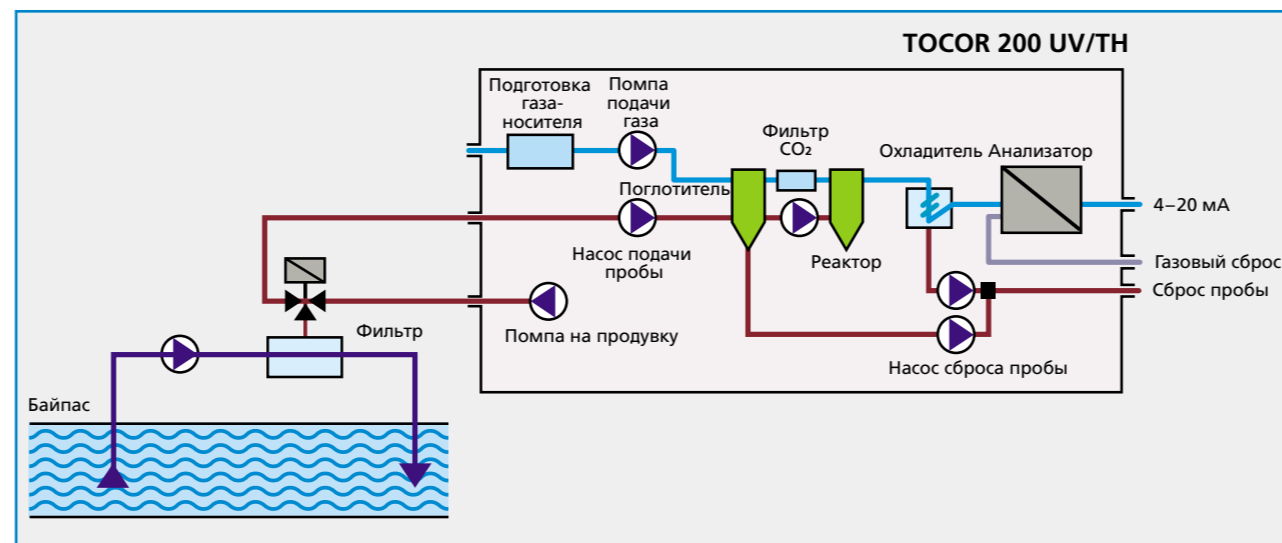 TOCOR 200 UV/TH
Подготовка
газа-
носителя
Помпа
подачи
газа
Фильтр
CO₂
Охладитель Анализатор
Поглотитель
4–20 мА
Насос подачи
пробы
Реактор
Газовый сброс
Сброс пробы
Фильтр
Помпа на продувку
Насос сброса пробы
Байпас